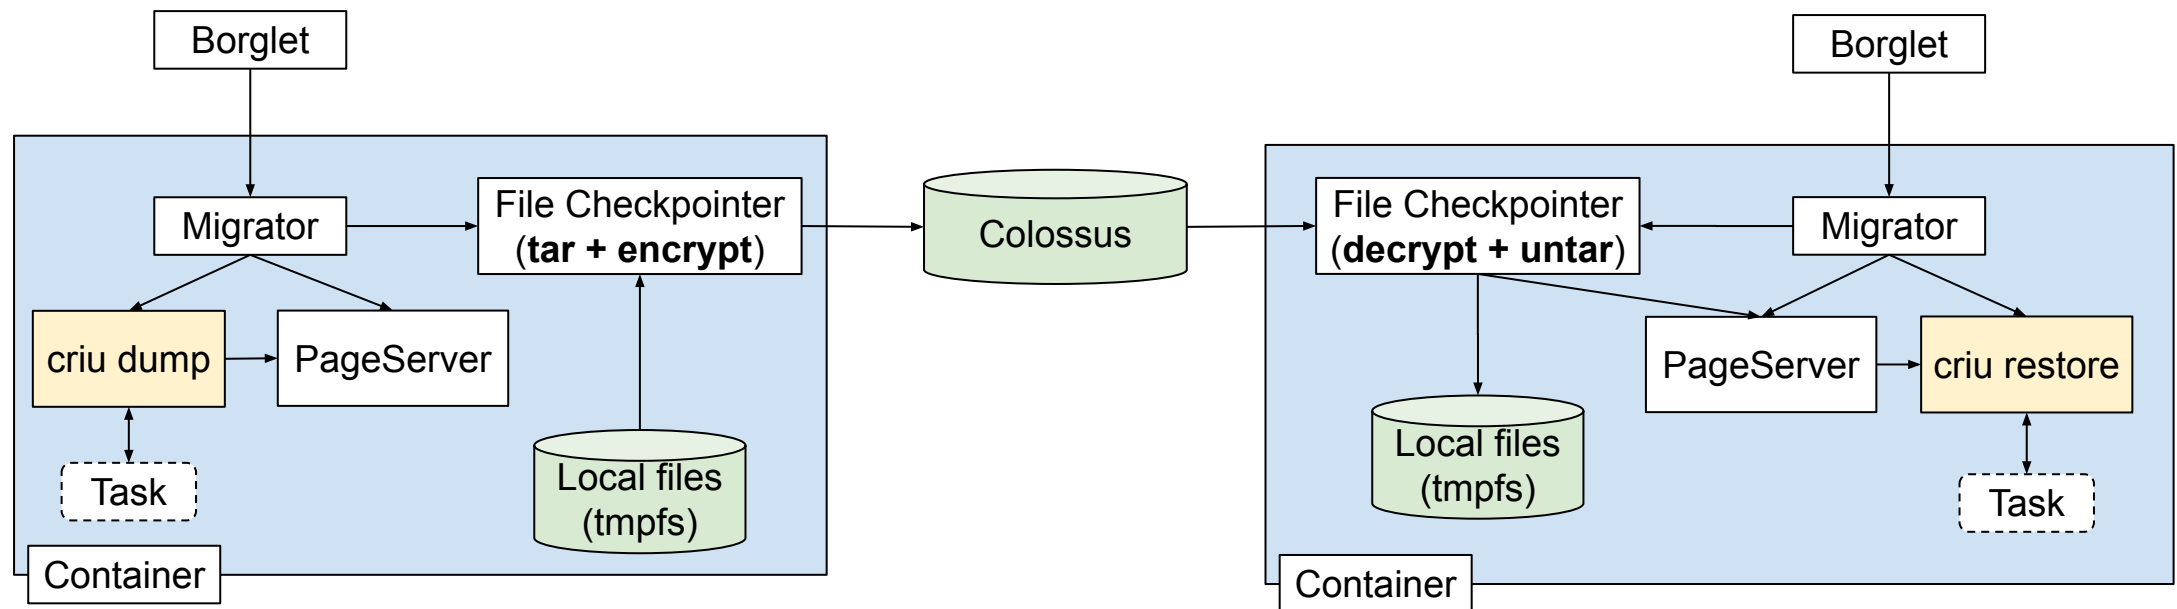 Borglet
Migrator
File Checkpointer
(tar + encrypt)
criu dump
PageServer
Task
Local files
(tmpfs)
Container
Colossus
Borglet
File Checkpointer
(decrypt + untar)
Migrator
PageServer
criu restore
Local files
(tmpfs)
Task
Container